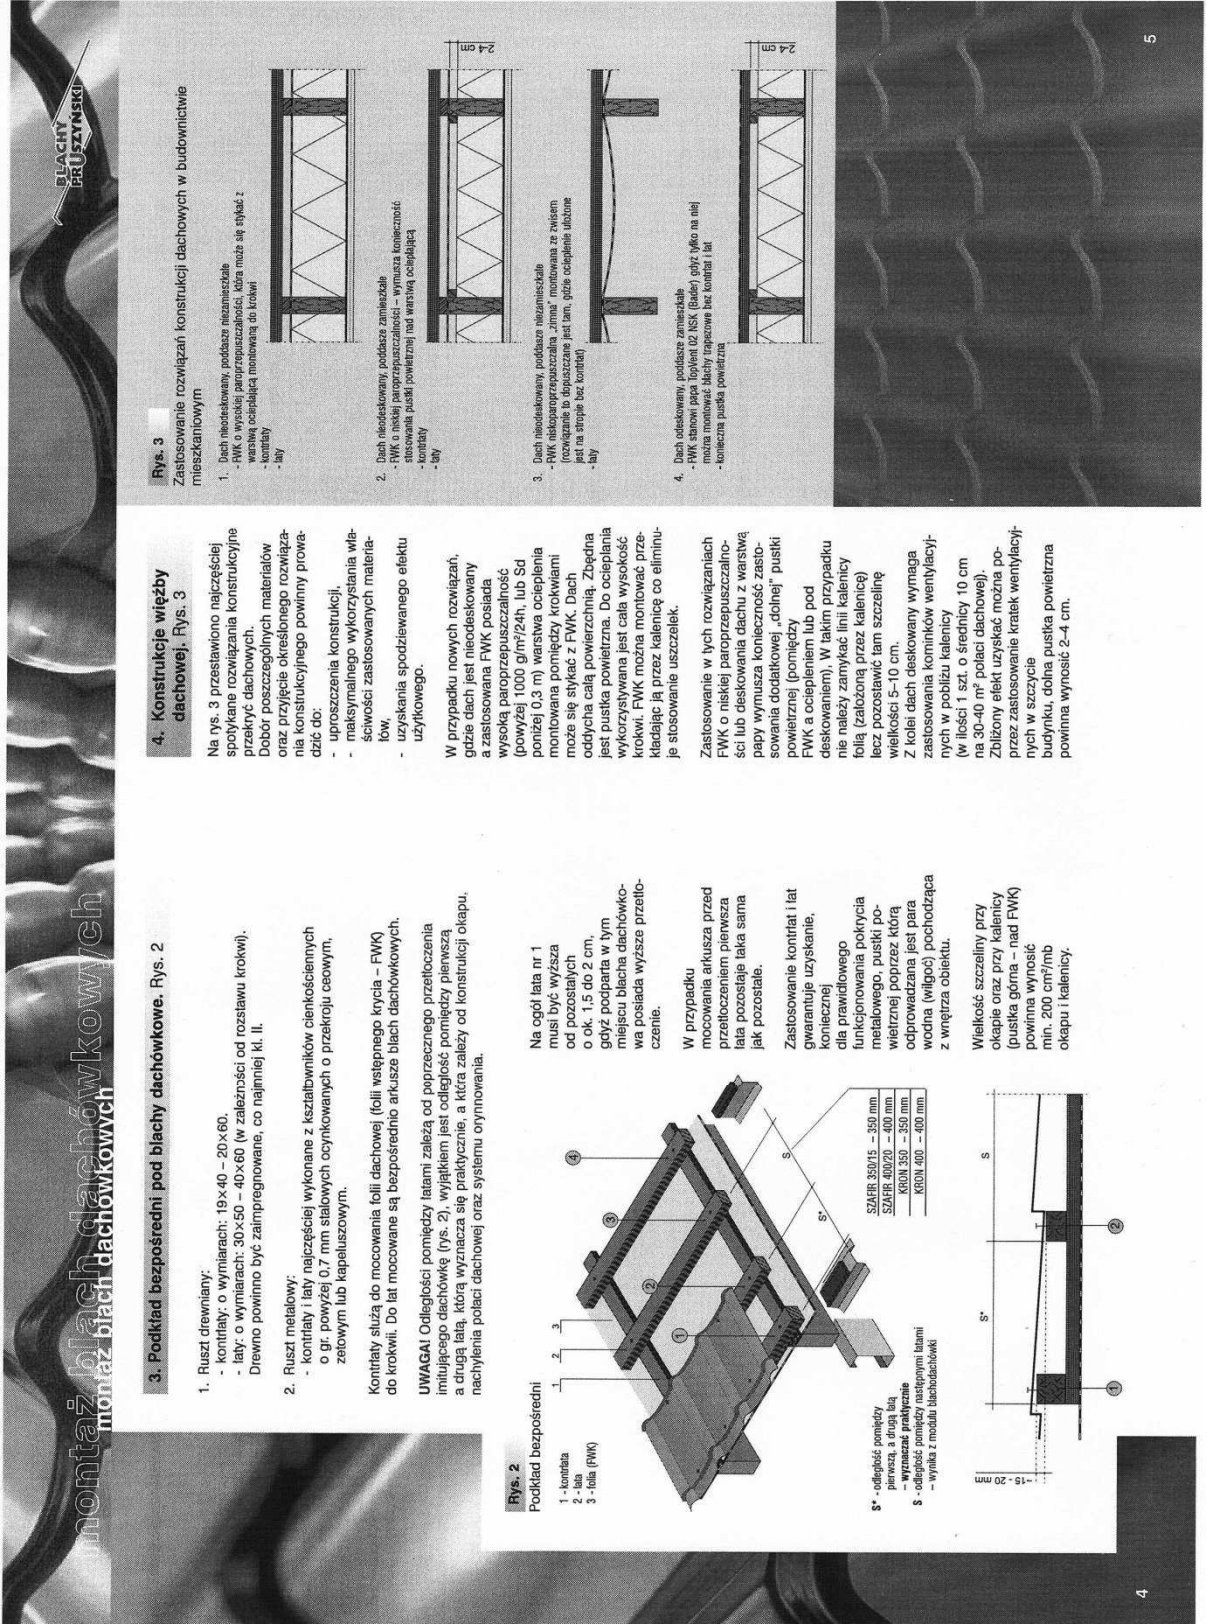 montaż blach dachówkowych
montaż blach dachówkowych
3. Podkład bezpośredni pod blachy dachówkowe. Rys. 2
1. Ruszt drewniany:
- kontrłaty: o wymiarach: 19×40 – 20×60.
- łaty: o wymiarach: 30×50 – 40×60 (w zależności od rozstawu krokwi).
Drewno powinno być zaimpregnowane, co najmniej kl. II.
2. Ruszt metalowy:
- kontrłaty i łaty najczęściej wykonane z kształtowników cienkościennych
o gr. powyżej 0,7 mm stalowych ocynkowanych o przekroju ceowym,
zetowym lub kapeluszowym.
Kontrłaty służą do mocowania folii dachowej (folii wstępnego krycia – FWK)
do krokwii. Do łat mocowane są bezpośrednio arkusze blach dachówkowych.
UWAGA! Odległości pomiędzy łatami zależą od poprzecznego przetłoczenia
imitującego dachówkę (rys. 2), wyjątkiem jest odległość pomiędzy pierwszą
a drugą łatą, którą wyznacza się praktycznie, a która zależy od konstrukcji okapu,
nachylenia połaci dachowej oraz systemu orynnowania.
Rys. 2
Podkład bezpośredni
1 - kontrłata
2 - łata
3 - folia (FWK)
1
2
3
1
2
3
4
S*
S
SZAFIR 350/15 – 350 mm
SZAFIR 400/20 – 400 mm
KRON 350 – 350 mm
KRON 400 – 400 mm
S* - odległość pomiędzy
pierwszą, a drugą łatą
– wyznaczać praktycznie
S - odległość pomiędzy następnymi łatami
– wynika z modułu blachodachówki
~15 - 20 mm
S*
S
1
2
Na ogół łata nr 1
musi być wyższa
od pozostałych
o ok. 1,5 do 2 cm,
gdyż podparta w tym
miejscu blacha dachówko-
wa posiada wyższe przetło-
czenie.
W przypadku
mocowania arkusza przed
przetłoczeniem pierwsza
łata pozostaje taka sama
jak pozostałe.
Zastosowanie kontrłat i łat
gwarantuje uzyskanie,
koniecznej
dla prawidłowego
funkcjonowania pokrycia
metalowego, pustki po-
wietrznej poprzez którą
odprowadzana jest para
wodna (wilgoć) pochodząca
z wnętrza obiektu.
Wielkość szczeliny przy
okapie oraz przy kalenicy
(pustka górna – nad FWK)
powinna wynosić
min. 200 cm²/mb
okapu i kalenicy.
4
4. Konstrukcje więźby
dachowej. Rys. 3
Na rys. 3 przestawiono najczęściej
spotykane rozwiązania konstrukcyjne
przekryć dachowych.
Dobór poszczególnych materiałów
oraz przyjęcie określonego rozwiąza-
nia konstrukcyjnego powinny prowa-
dzić do:
- uproszczenia konstrukcji,
- maksymalnego wykorzystania wła-
ściwości zastosowanych materia-
łów,
- uzyskania spodziewanego efektu
użytkowego.
W przypadku nowych rozwiązań,
gdzie dach jest nieodeskowany
a zastosowana FWK posiada
wysoką paroprzepuszczalność
(powyżej 1000 g/m²/24h, lub Sd
poniżej 0,3 m) warstwa ocieplenia
montowana pomiędzy krokwiami
może się stykać z FWK. Dach
oddycha całą powierzchnią. Zbędna
jest pustka powietrzna. Do ocieplania
wykorzystywana jest cała wysokość
krokwi. FWK można montować prze-
kładając ją przez kalenicę co eliminu-
je stosowanie uszczelek.
Zastosowanie w tych rozwiązaniach
FWK o niskiej paroprzepuszczalno-
ści lub deskowania dachu z warstwą
papy wymusza konieczność zasto-
sowania dodatkowej „dolnej” pustki
powietrznej (pomiędzy
FWK a ociepleniem lub pod
deskowaniem). W takim przypadku
nie należy zamykać linii kalenicy
folią (założoną przez kalenicę)
lecz pozostawić tam szczelinę
wielkości 5–10 cm.
Z kolei dach deskowany wymaga
zastosowania kominków wentylacyj-
nych w pobliżu kalenicy
(w ilości 1 szt. o średnicy 10 cm
na 30-40 m² połaci dachowej).
Zbliżony efekt uzyskać można po-
przez zastosowanie kratek wentylacyj-
nych w szczycie
budynku, dolna pustka powietrzna
powinna wynosić 2–4 cm.
BLACHY
PRUSZYŃSKI
Rys. 3
Zastosowanie rozwiązań konstrukcji dachowych w budownictwie
mieszkaniowym
1. Dach nieodeskowany, poddasze niezamieszkałe
- FWK o wysokiej paroprzepuszczalności, która może się stykać z
warstwą ocieplającą montowaną do krokwi
- kontrłaty
- łaty
2. Dach nieodeskowany, poddasze zamieszkałe
- FWK o niskiej paroprzepuszczalności – wymusza konieczność
stosowania pustki powietrznej nad warstwą ocieplającą
- kontrłaty
- łaty
2-4 cm
3. Dach nieodeskowany, poddasze niezamieszkałe
- FWK niskoparoprzepuszczalna „zimna” montowana ze zwisem
(rozwiązanie to dopuszczane jest tam, gdzie ocieplenie ułożone
jest na stropie bez kontrłat)
- łaty
4. Dach odeskowany, poddasze zamieszkałe
- FWK stanowi papa TopVent 02 NSK (Bader) gdyż tylko na niej
można montować blachy trapezowe bez kontrłat i łat
- konieczna pustka powietrzna
2-4 cm
5